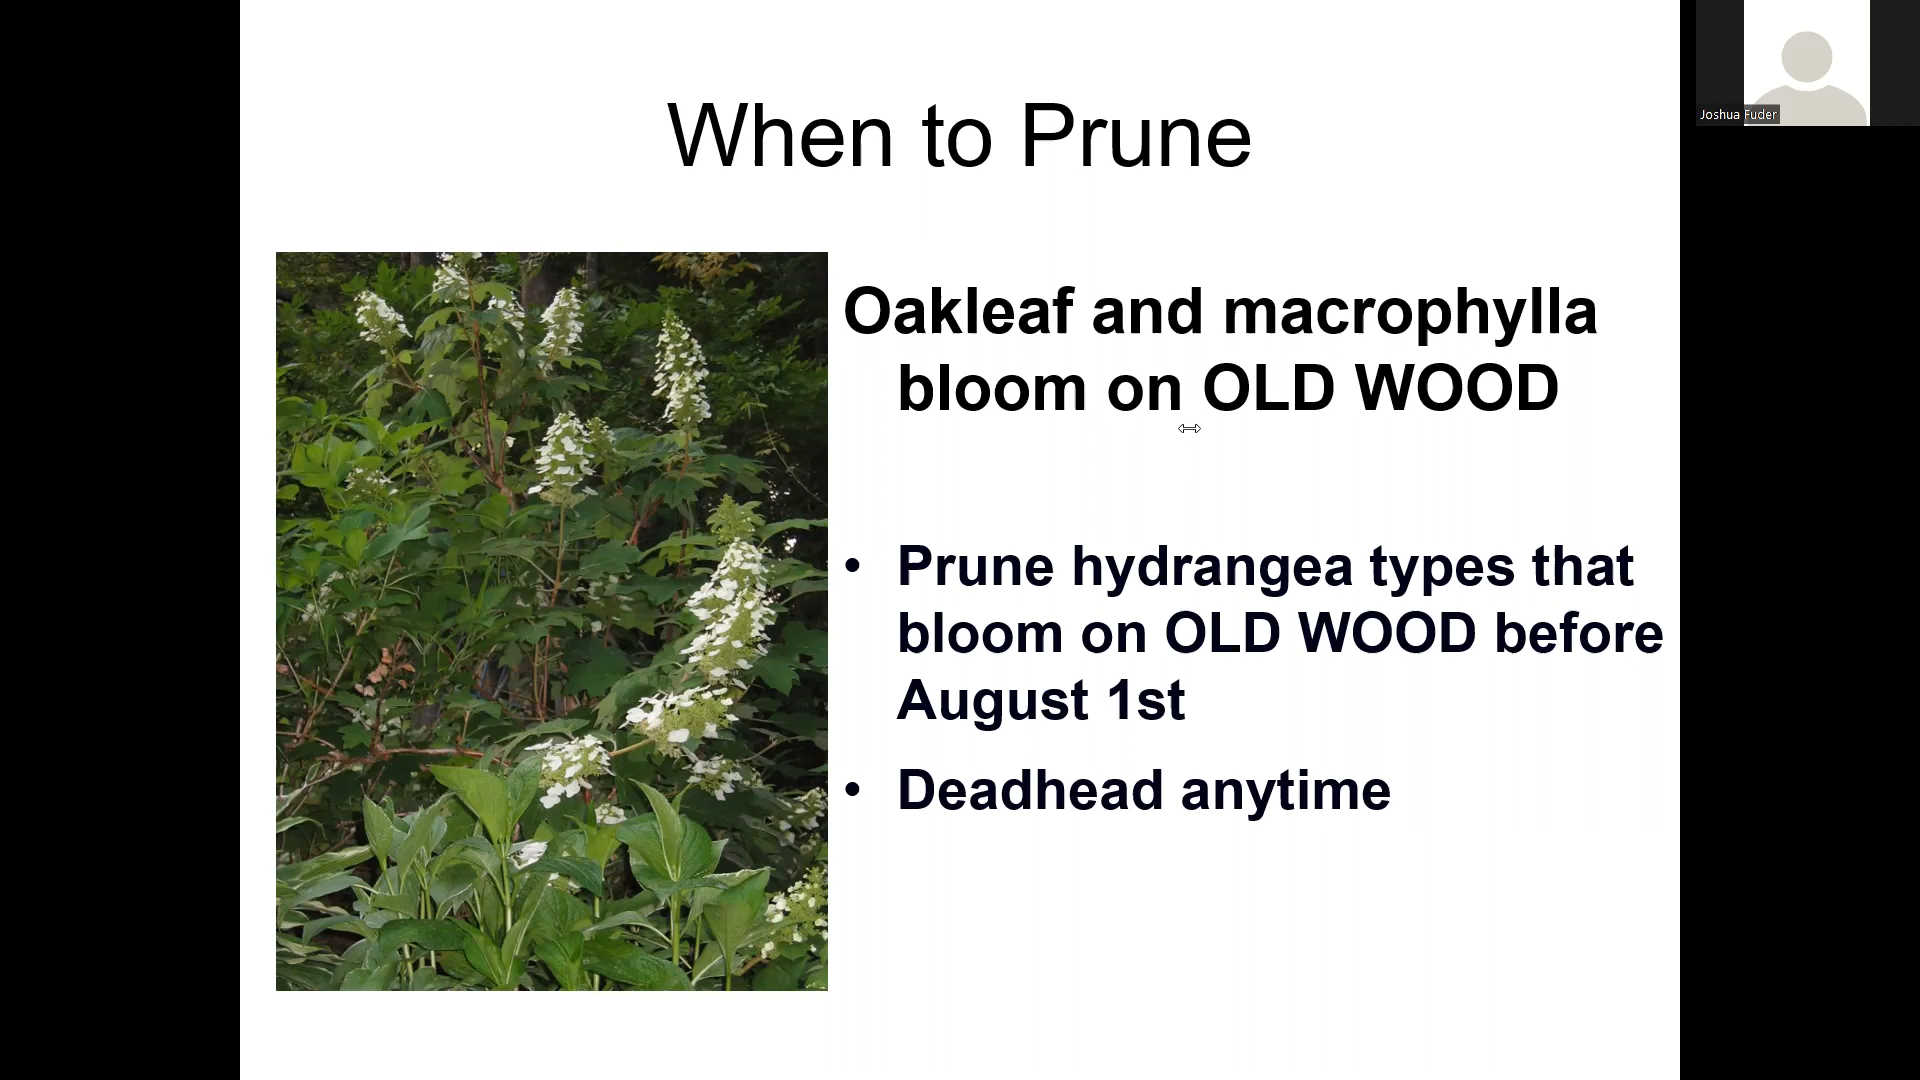 When to Prune
Joshua Fuder
Oakleaf and macrophylla
bloom on OLD WOOD
• Prune hydrangea types that
bloom on OLD WOOD before
August 1st
• Deadhead anytime